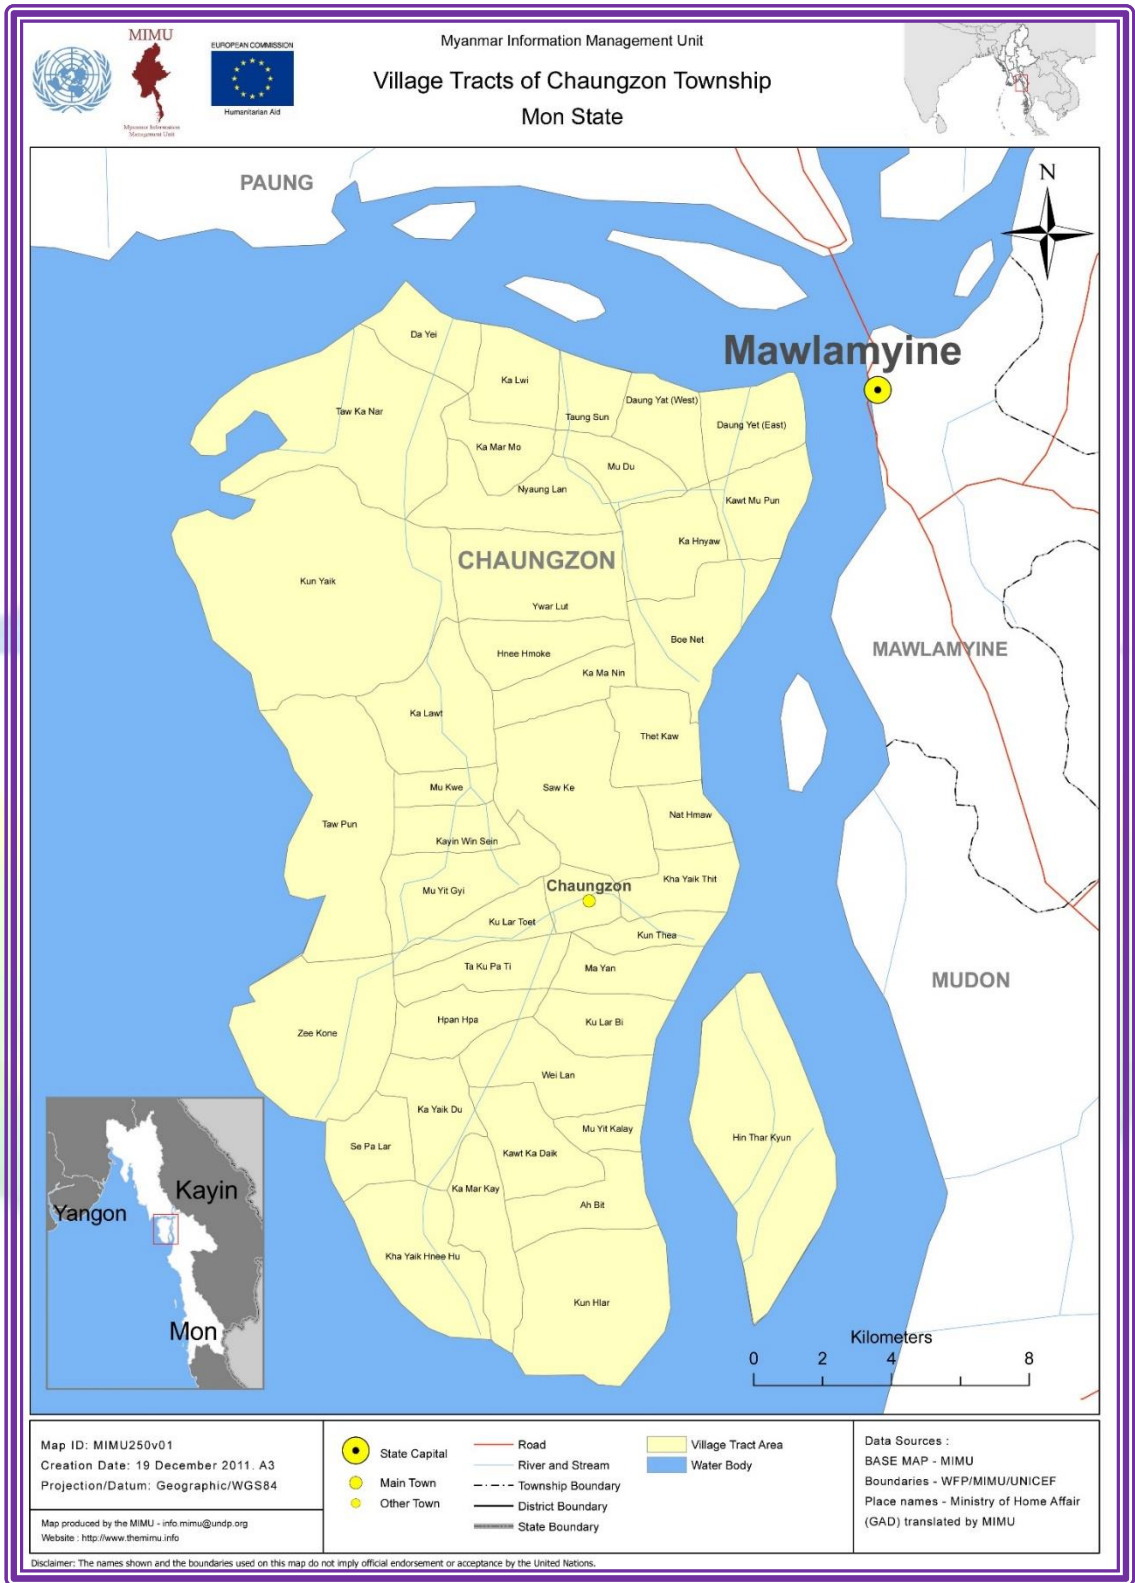 MIMU
Myanmar Information
Management Unit
EUROPEAN COMMISSION
Humanitarian Aid
Myanmar Information Management Unit
Village Tracts of Chaungzon Township
Mon State
PAUNG
N
Mawlamyine
Da Yei
Ka Lwi
Taw Ka Nar
Taung Sun
Daung Yat (West)
Daung Yet (East)
Ka Mar Mo
Mu Du
Nyaung Lan
Kawt Mu Pun
Ka Hnyaw
CHAUNGZON
Kun Yaik
Ywar Lut
Boe Net
MAWLAMYINE
Hnee Hmoke
Ka Ma Nin
Ka Lawt
Thet Kaw
Mu Kwe
Saw Ke
Nat Hmaw
Taw Pun
Kayin Win Sein
Kha Yaik Thit
Mu Yit Gyi
Chaungzon
Ku Lar Toet
Kun Thea
Ta Ku Pa Ti
Ma Yan
MUDON
Hpan Hpa
Ku Lar Bi
Zee Kone
Wei Lan
Ka Yaik Du
Mu Yit Kalay
Hin Thar Kyun
Se Pa Lar
Kawt Ka Daik
Ka Mar Kay
Ah Bit
Kha Yaik Hnee Hu
Kun Hlar
Kayin
Yangon
Mon
Kilometers
0 2 4 8
Map ID: MIMU250v01
Creation Date: 19 December 2011. A3
Projection/Datum: Geographic/WGS84
Map produced by the MIMU - info.mimu@undp.org
Website : http://www.themimu.info
State Capital
Main Town
Other Town
Road
River and Stream
Township Boundary
District Boundary
State Boundary
Village Tract Area
Water Body
Data Sources :
BASE MAP - MIMU
Boundaries - WFP/MIMU/UNICEF
Place names - Ministry of Home Affair
(GAD) translated by MIMU
Disclaimer: The names shown and the boundaries used on this map do not imply official endorsement or acceptance by the United Nations.